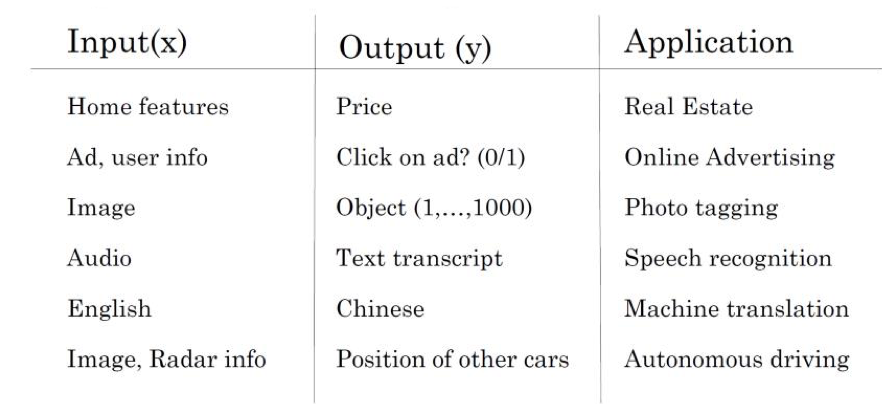 Input(x) Output (y) Application
Home features Price Real Estate
Ad, user info Click on ad? (0/1) Online Advertising
Image Object (1,...,1000) Photo tagging
Audio Text transcript Speech recognition
English Chinese Machine translation
Image, Radar info Position of other cars Autonomous driving